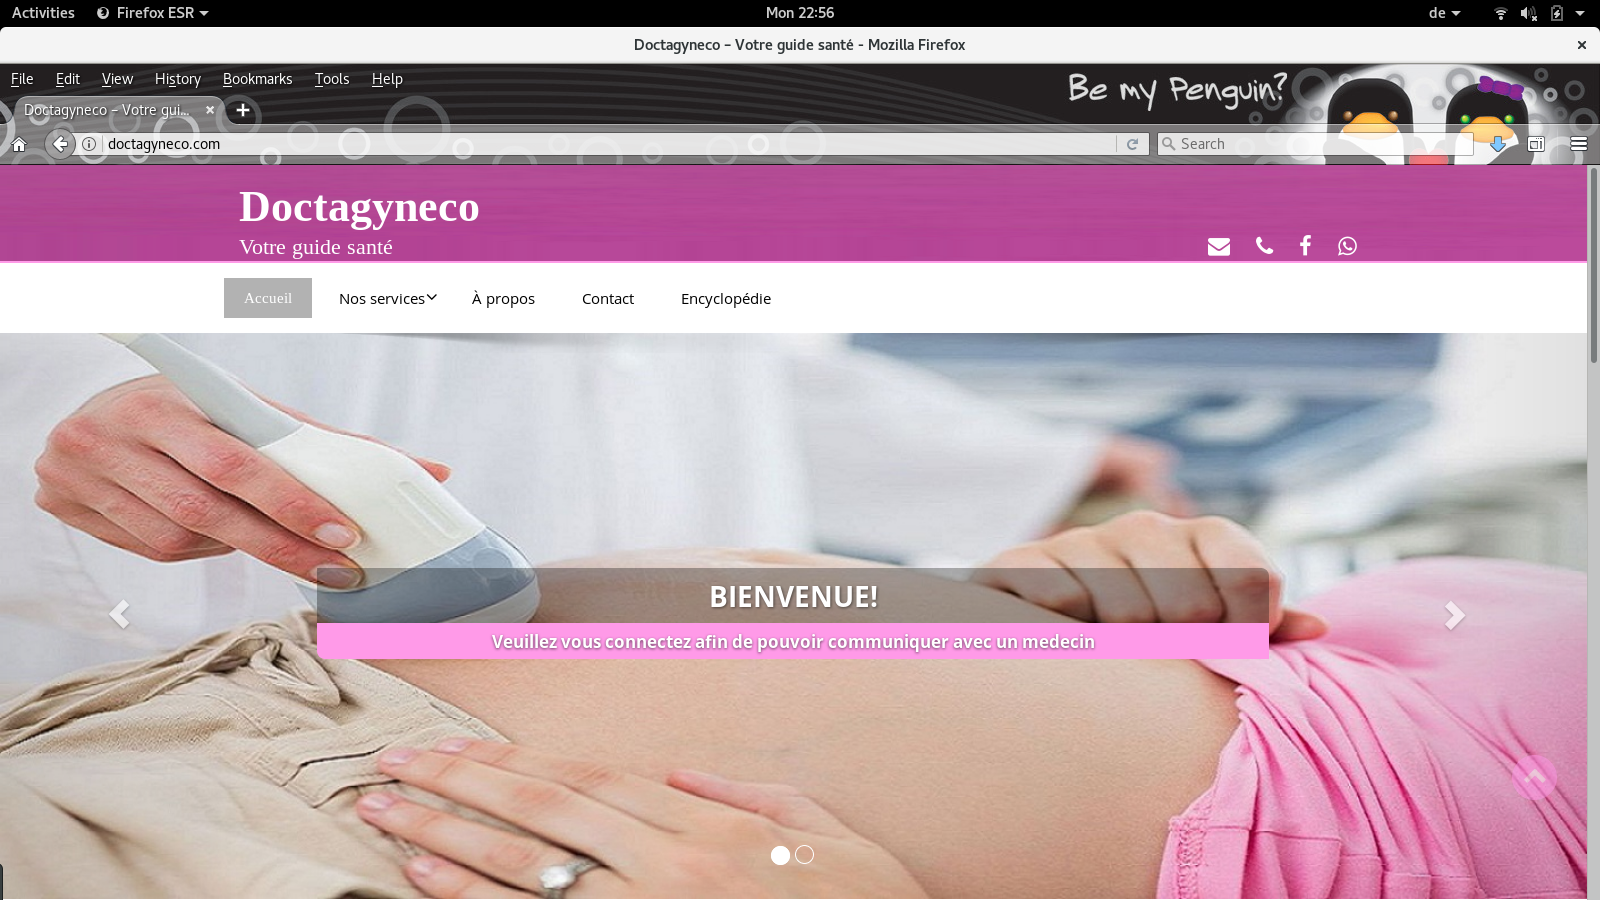 Activities Firefox ESR Mon 22:56 de
Doctagyneco – Votre guide santé - Mozilla Firefox
File Edit View History Bookmarks Tools Help
Be my Penguin?
Doctagyneco – Votre gui...
doctagyneco.com Search
Doctagyneco
Votre guide santé
Accueil Nos services À propos Contact Encyclopédie
BIENVENUE!
Veuillez vous connectez afin de pouvoir communiquer avec un medecin